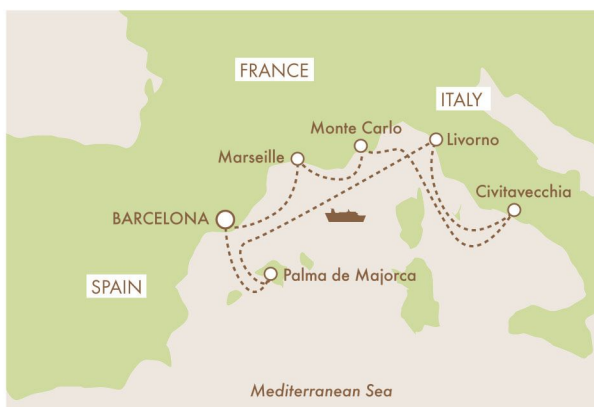 FRANCE
ITALY
Monte Carlo
Livorno
Marseille
Civitavecchia
BARCELONA
Palma de Majorca
SPAIN
Mediterranean Sea